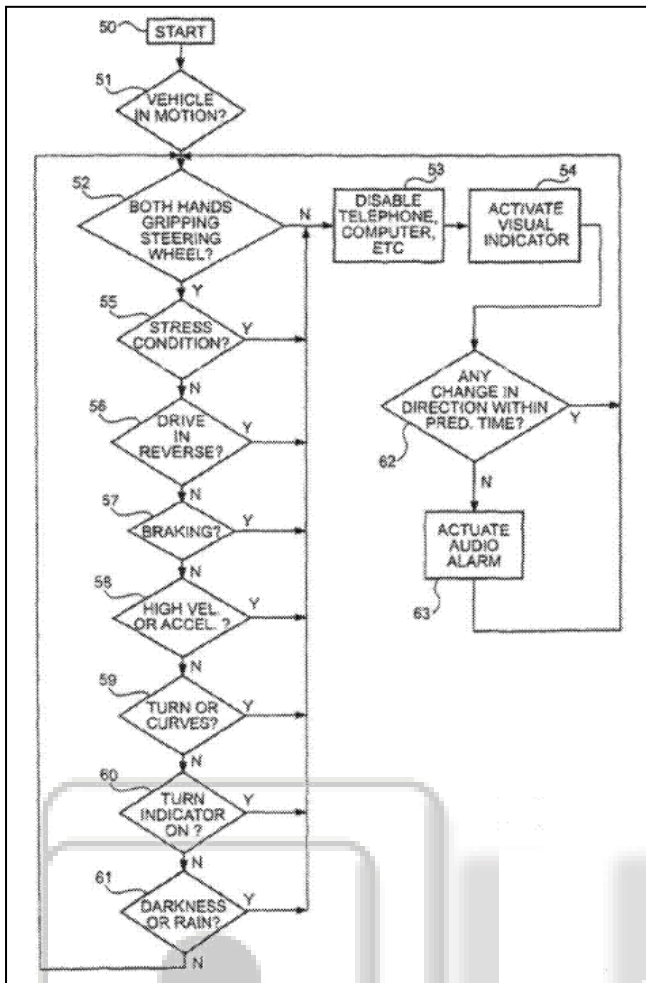 50
START
51
VEHICLE
IN MOTION?
52
BOTH HANDS
GRIPPING
STEERING
WHEEL?
N
53
DISABLE
TELEPHONE,
COMPUTER,
ETC
54
ACTIVATE
VISUAL
INDICATOR
Y
55
STRESS
CONDITION?
Y
N
56
DRIVE
IN
REVERSE?
Y
N
57
BRAKING?
Y
N
58
HIGH VEL.
OR ACCEL. ?
Y
N
59
TURN OR
CURVES?
Y
N
60
TURN
INDICATOR
ON ?
Y
N
61
DARKNESS
OR RAIN?
Y
N
ANY
CHANGE IN
DIRECTION WITHIN
PRED. TIME?
Y
62
N
ACTUATE
AUDIO
ALARM
63